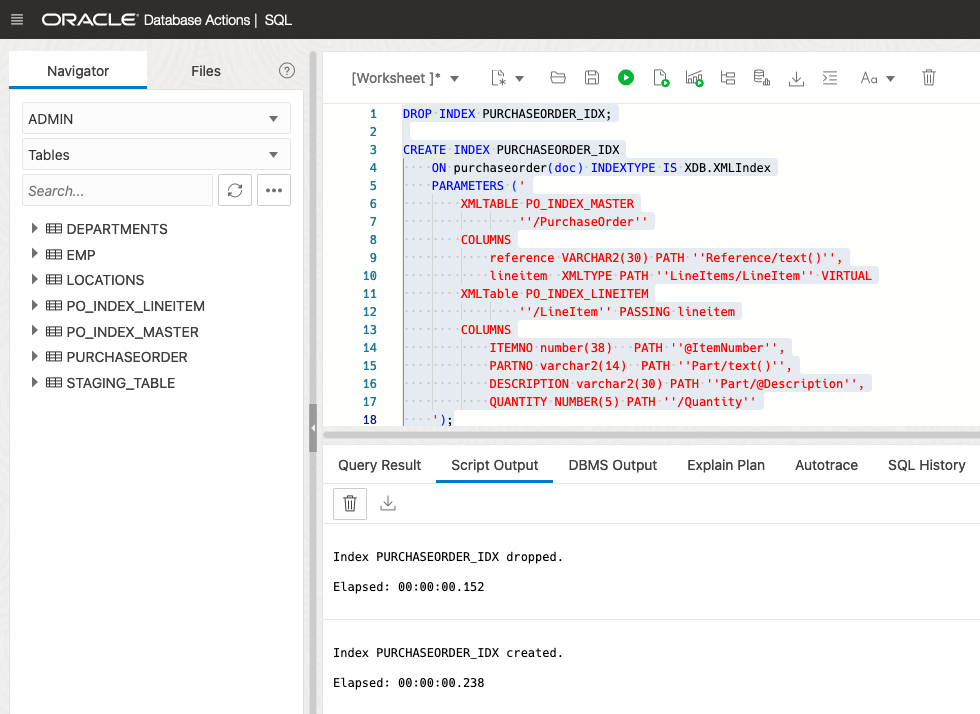 ORACLE Database Actions | SQL
Navigator
Files
?
ADMIN
Tables
Search...
DEPARTMENTS
EMP
LOCATIONS
PO_INDEX_LINEITEM
PO_INDEX_MASTER
PURCHASEORDER
STAGING_TABLE
[Worksheet ]*
Aa
1 DROP INDEX PURCHASEORDER_IDX;
2
3 CREATE INDEX PURCHASEORDER_IDX
4 ON purchaseorder(doc) INDEXTYPE IS XDB.XMLIndex
5 PARAMETERS ('
6 XMLTABLE PO_INDEX_MASTER
7 ''/PurchaseOrder''
8 COLUMNS
9 reference VARCHAR2(30) PATH ''Reference/text()'',
10 lineitem  XMLTYPE PATH ''LineItems/LineItem'' VIRTUAL
11 XMLTable PO_INDEX_LINEITEM
12 ''/LineItem'' PASSING lineitem
13 COLUMNS
14 ITEMNO number(38)   PATH ''@ItemNumber'',
15 PARTNO varchar2(14)  PATH ''Part/text()'',
16 DESCRIPTION varchar2(30) PATH ''Part/@Description'',
17 QUANTITY NUMBER(5) PATH ''/Quantity''
18 ');
Query Result
Script Output
DBMS Output
Explain Plan
Autotrace
SQL History
Index PURCHASEORDER_IDX dropped.
Elapsed: 00:00:00.152
Index PURCHASEORDER_IDX created.
Elapsed: 00:00:00.238